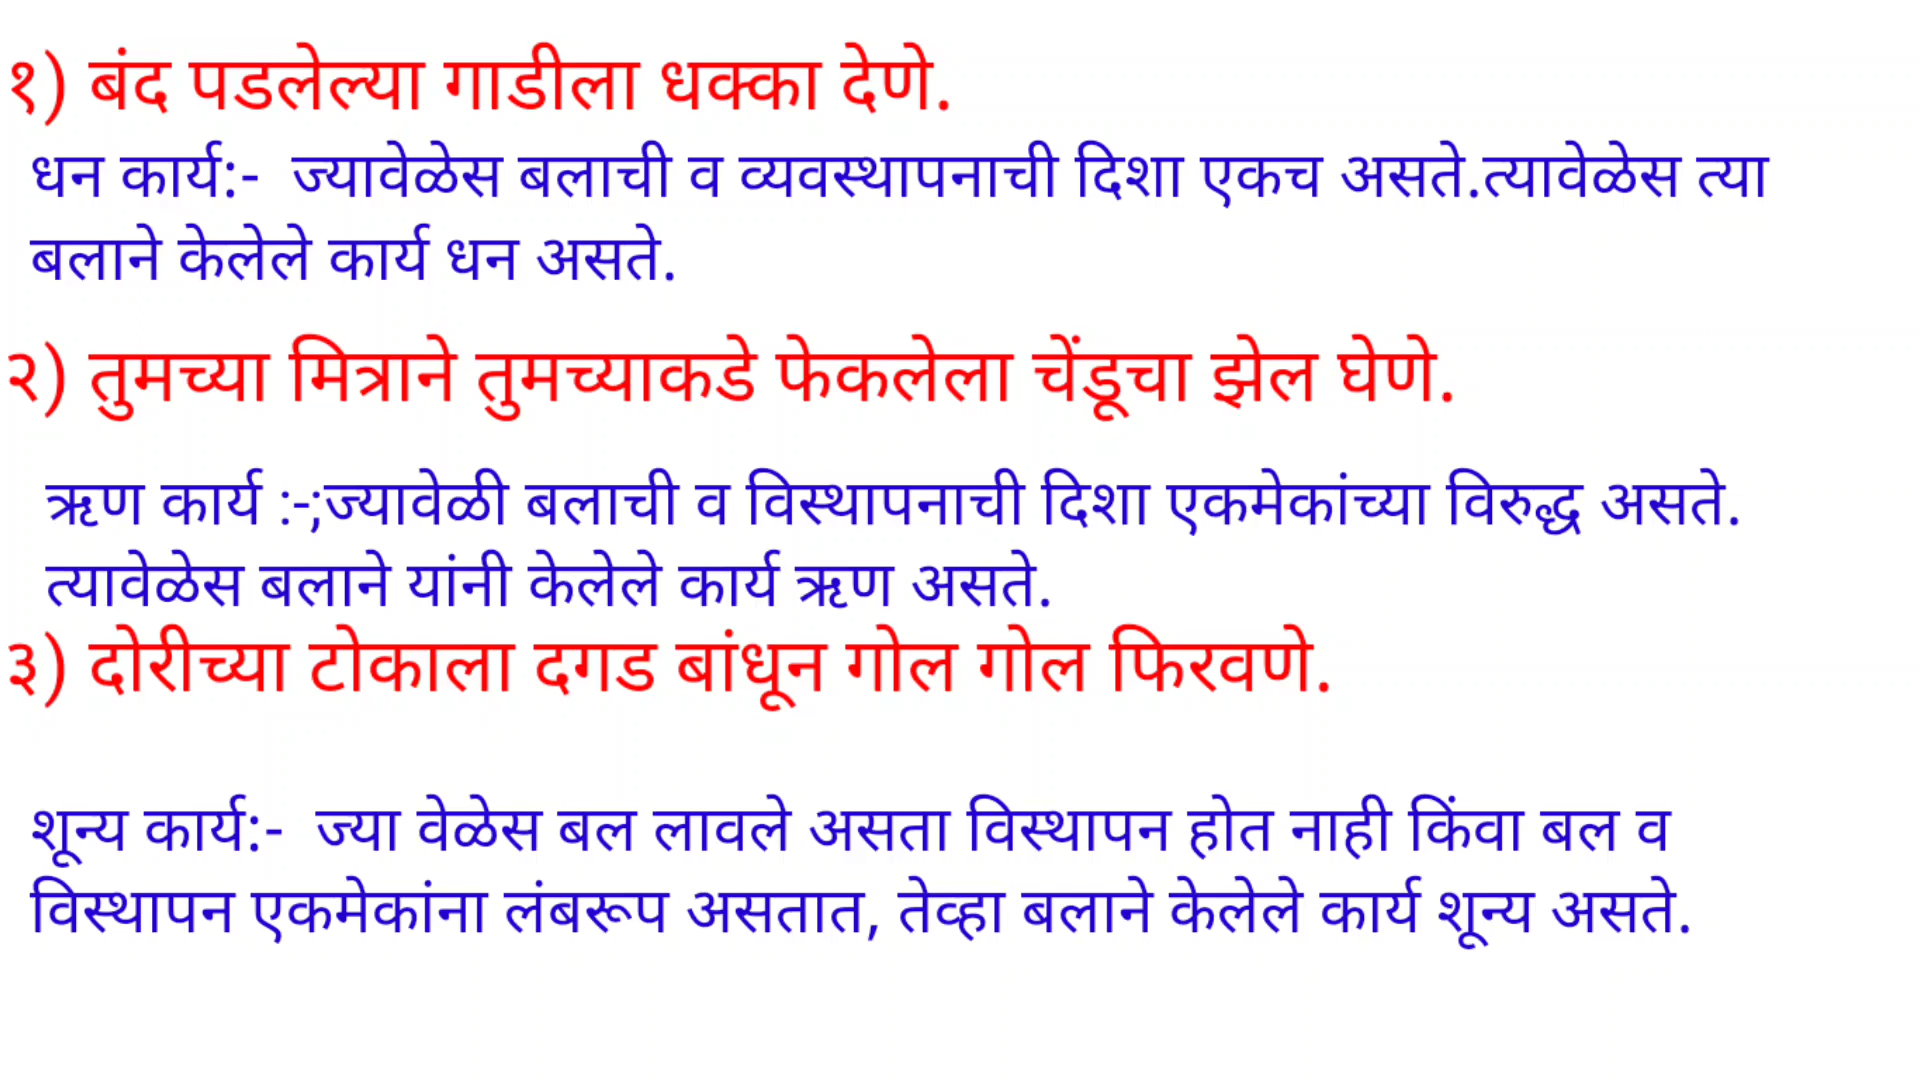 १) बंद पडलेल्या गाडीला धक्का देणे.
धन कार्य:- ज्यावेळेस बलाची व व्यवस्थापनाची दिशा एकच असते.त्यावेळेस त्या
बलाने केलेले कार्य धन असते.
२) तुमच्या मित्राने तुमच्याकडे फेकलेला चेंडूचा झेल घेणे.
ऋण कार्य :-;ज्यावेळी बलाची व विस्थापनाची दिशा एकमेकांच्या विरुद्ध असते.
त्यावेळेस बलाने यांनी केलेले कार्य ऋण असते.
३) दोरीच्या टोकाला दगड बांधून गोल गोल फिरवणे.
शून्य कार्य:- ज्या वेळेस बल लावले असता विस्थापन होत नाही किंवा बल व
विस्थापन एकमेकांना लंबरूप असतात, तेव्हा बलाने केलेले कार्य शून्य असते.